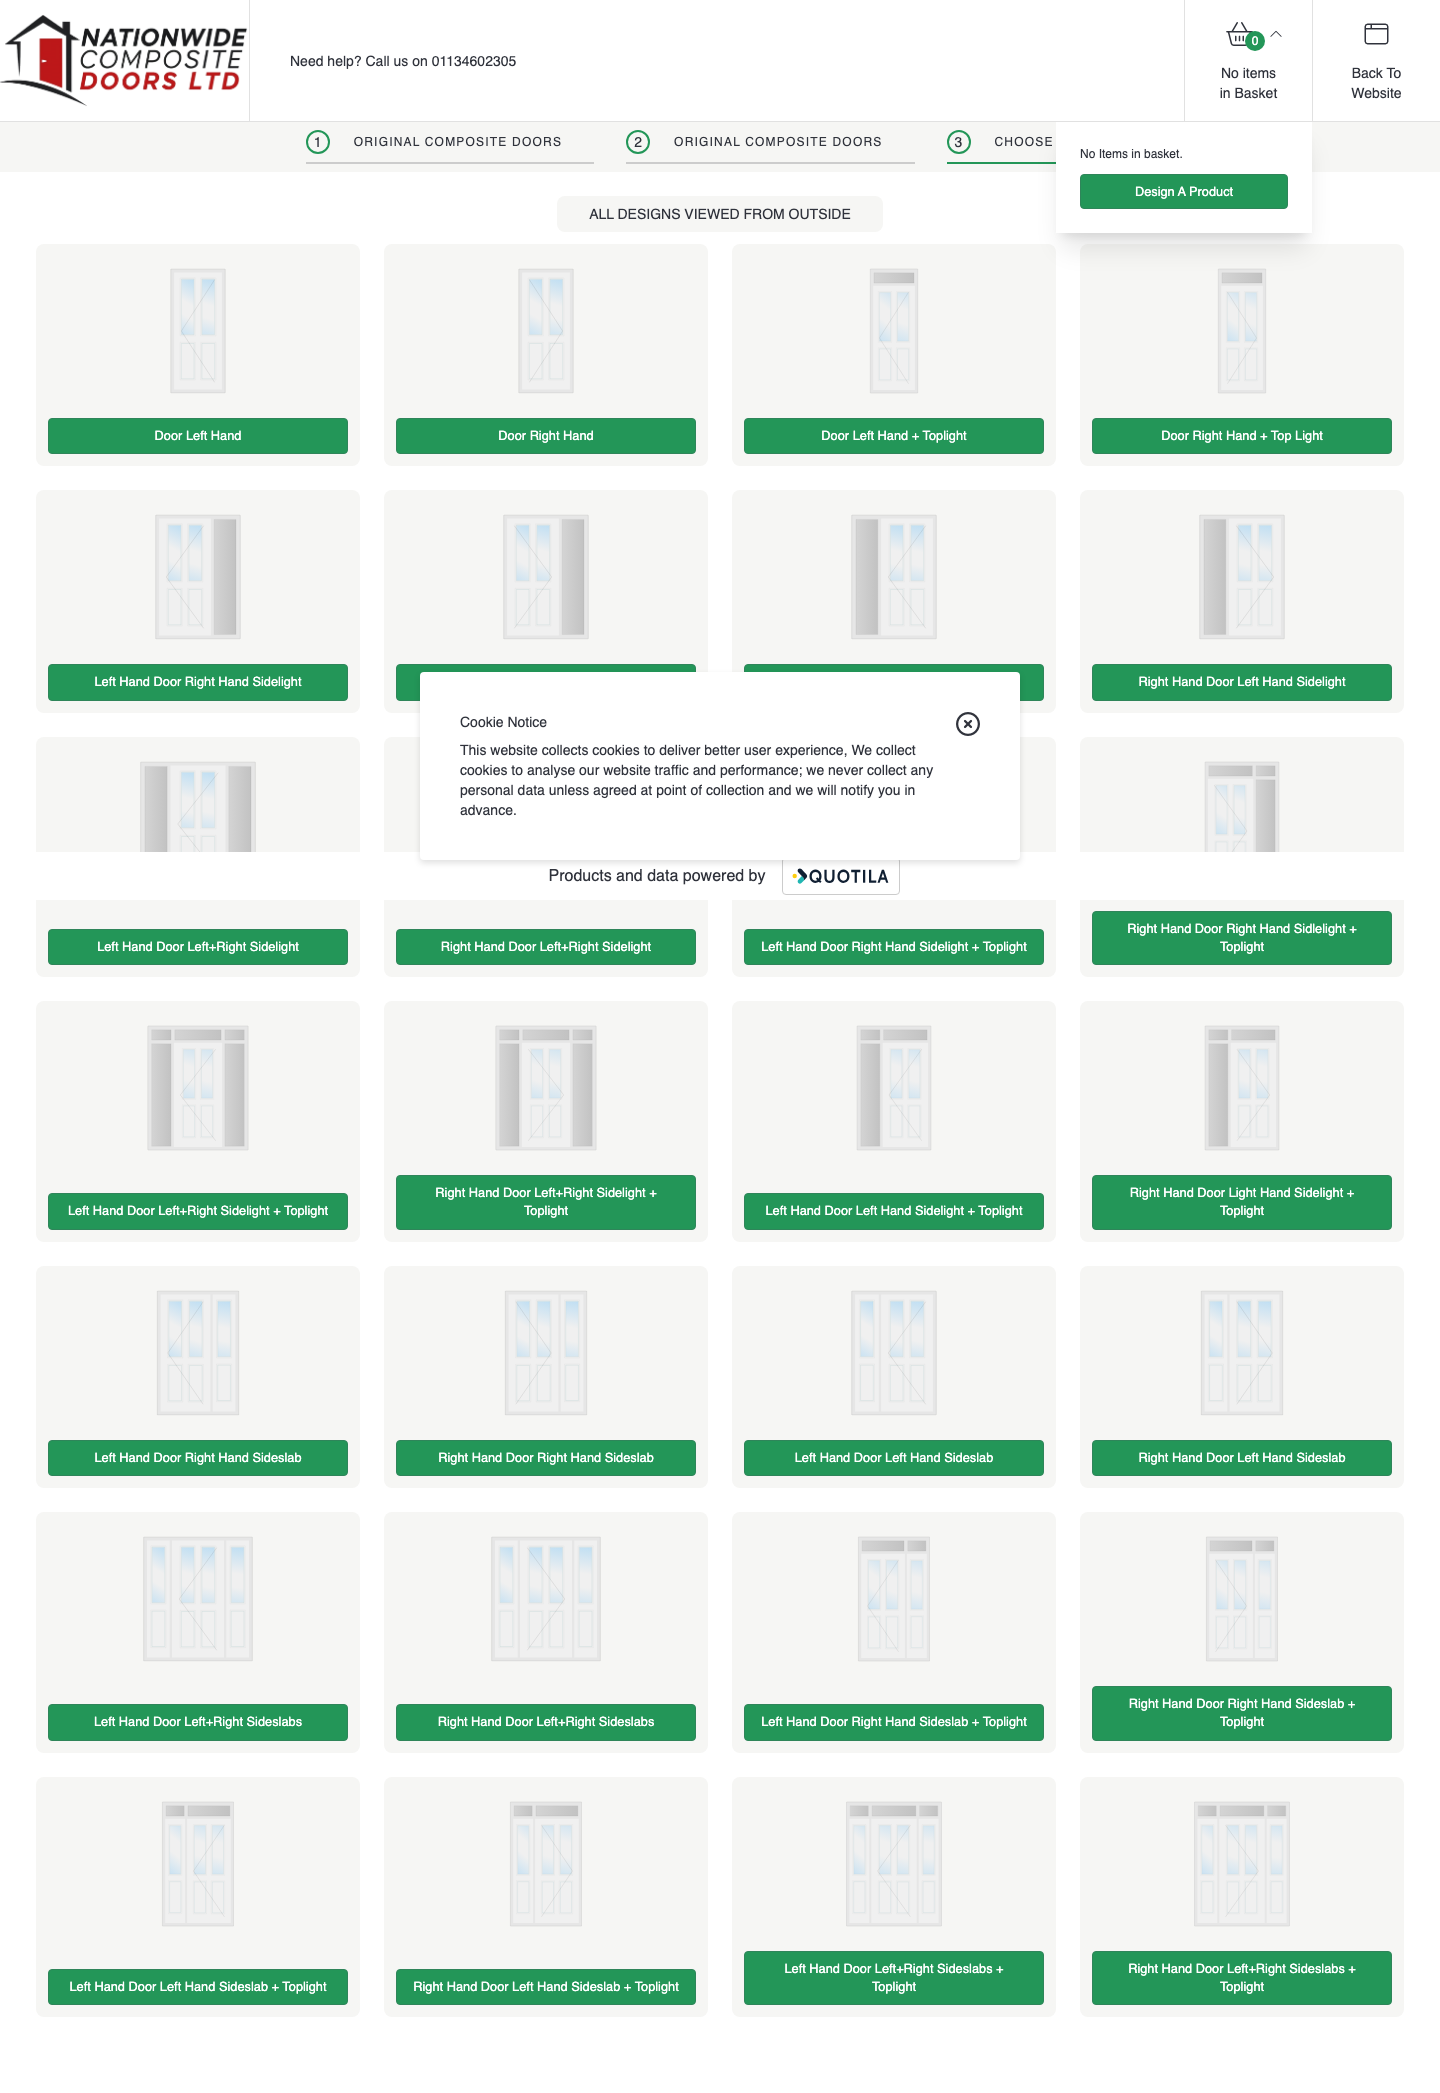 NATIONWIDE
COMPOSITE
DOORS LTD
Need help? Call us on 01134602305
0
No items
in Basket
Back To
Website
1 ORIGINAL COMPOSITE DOORS
2 ORIGINAL COMPOSITE DOORS
3 CHOOSE
No Items in basket.
Design A Product
ALL DESIGNS VIEWED FROM OUTSIDE
Door Left Hand
Door Right Hand
Door Left Hand + Toplight
Door Right Hand + Top Light
Left Hand Door Right Hand Sidelight
Right Hand Door Left Hand Sidelight
Cookie Notice
This website collects cookies to deliver better user experience, We collect
cookies to analyse our website traffic and performance; we never collect any
personal data unless agreed at point of collection and we will notify you in
advance.
Products and data powered by
QUOTILA
Left Hand Door Left+Right Sidelight
Right Hand Door Left+Right Sidelight
Left Hand Door Right Hand Sidelight + Toplight
Right Hand Door Right Hand Sidlelight +
Toplight
Left Hand Door Left+Right Sidelight + Toplight
Right Hand Door Left+Right Sidelight +
Toplight
Left Hand Door Left Hand Sidelight + Toplight
Right Hand Door Light Hand Sidelight +
Toplight
Left Hand Door Right Hand Sideslab
Right Hand Door Right Hand Sideslab
Left Hand Door Left Hand Sideslab
Right Hand Door Left Hand Sideslab
Left Hand Door Left+Right Sideslabs
Right Hand Door Left+Right Sideslabs
Left Hand Door Right Hand Sideslab + Toplight
Right Hand Door Right Hand Sideslab +
Toplight
Left Hand Door Left Hand Sideslab + Toplight
Right Hand Door Left Hand Sideslab + Toplight
Left Hand Door Left+Right Sideslabs +
Toplight
Right Hand Door Left+Right Sideslabs +
Toplight